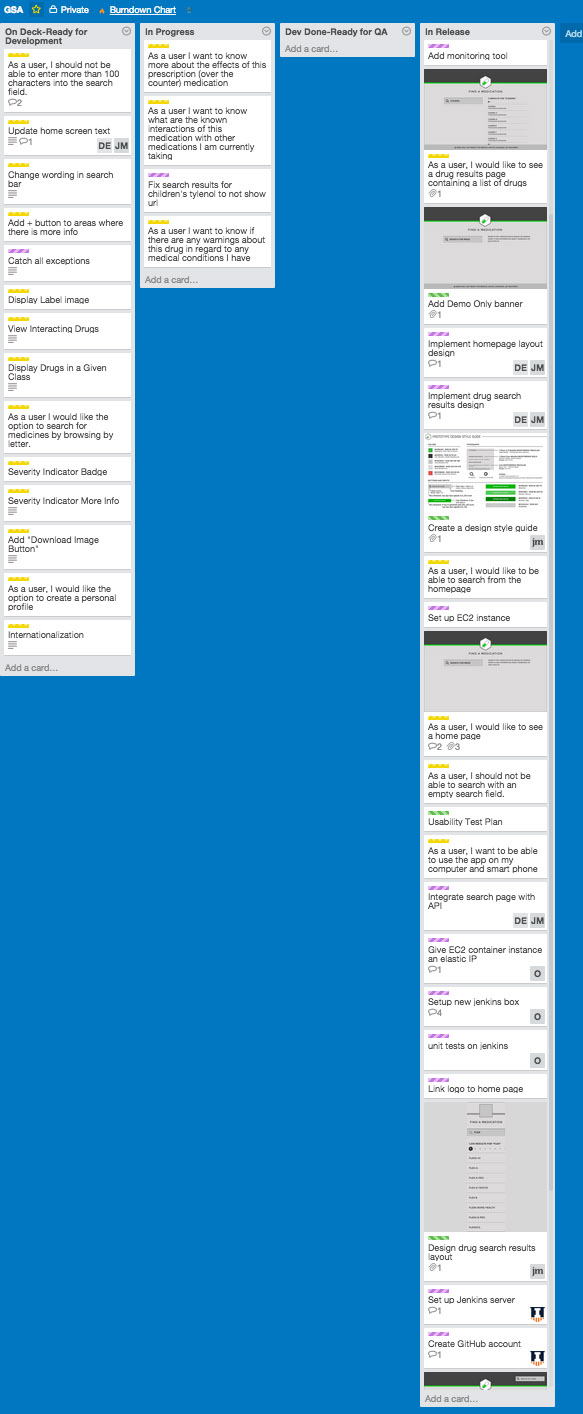 GSA Private Burndown Chart
On Deck-Ready for
Development
As a user, I should not be
able to enter more than 100
characters into the search
field.
2
Update home screen text
1
DE JM
Change wording in search
bar
Add + button to areas where
there is more info
Catch all exceptions
Display Label image
View Interacting Drugs
Display Drugs in a Given
Class
As a user I would like the
option to search for
medicines by browsing by
letter.
Severity Indicator Badge
Severity Indicator More Info
Add "Download Image
Button"
As a user, I would like the
option to create a personal
profile
Internationalization
Add a card...
In Progress
As a user I want to know
more about the effects of this
prescription (over the
counter) medication
As a user I want to know
what are the known
interactions of this
medication with other
medications I am currently
taking
Fix search results for
children's tylenol to not show
url
As a user I want to know if
there are any warnings about
this drug in regard to any
medical conditions I have
Add a card...
Dev Done-Ready for QA
Add a card...
In Release
Add monitoring tool
FIND A MEDICATION
As a user, I would like to see
a drug results page
containing a list of drugs
1
FIND A MEDICATION
Add Demo Only banner
1
Implement homepage layout
design
1
DE JM
Implement drug search
results design
1
DE JM
PROTOTYPE DESIGN STYLE GUIDE
Create a design style guide
1
jm
As a user, I would like to be
able to search from the
homepage
Set up EC2 instance
FIND A MEDICATION
As a user, I would like to see
a home page
2 3
As a user, I should not be
able to search with an
empty search field.
Usability Test Plan
As a user, I want to be able
to use the app on my
computer and smart phone
Integrate search page with
API
DE JM
Give EC2 container instance
an elastic IP
1
O
Setup new jenkins box
4
O
unit tests on jenkins
O
Link logo to home page
FIND A MEDICATION
Design drug search results
layout
1
jm
Set up Jenkins server
1
Create GitHub account
1
Add a card...
Add